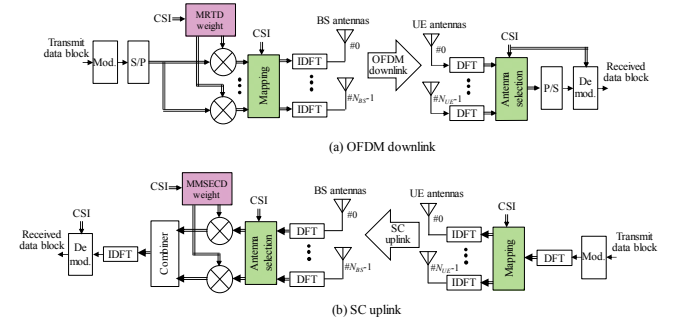 CSI
MRTD
weight
Transmit
data block
Mod.
S/P
CSI
Mapping
IDFT
IDFT
BS antennas
#0
#N_BS-1
OFDM
downlink
UE antennas
#0
#N_UE-1
DFT
DFT
CSI
Antenna
selection
P/S
De
mod.
Received
data block
(a) OFDM downlink
CSI
MMSECD
weight
Received
data block
CSI
De
mod.
IDFT
Combiner
CSI
Antenna
selection
DFT
DFT
BS antennas
#0
#N_BS-1
SC
uplink
UE antennas
#0
#N_UE-1
IDFT
IDFT
CSI
Mapping
DFT
Mod.
Transmit
data block
(b) SC uplink